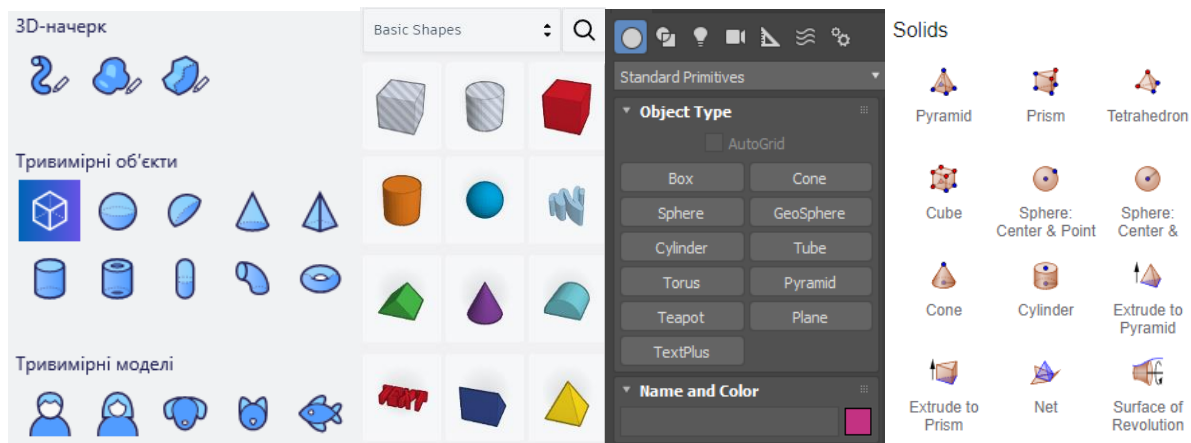 3D-начерк
Тривимірні об'єкти
Тривимірні моделі
Basic Shapes
TEXT
Standard Primitives
Object Type
AutoGrid
Box Cone
Sphere GeoSphere
Cylinder Tube
Torus Pyramid
Teapot Plane
TextPlus
Name and Color
Solids
Pyramid Prism Tetrahedron
Cube Sphere: Sphere:
Center & Point Center &
Cone Cylinder Extrude to
Pyramid
Extrude to Net Surface of
Prism Revolution